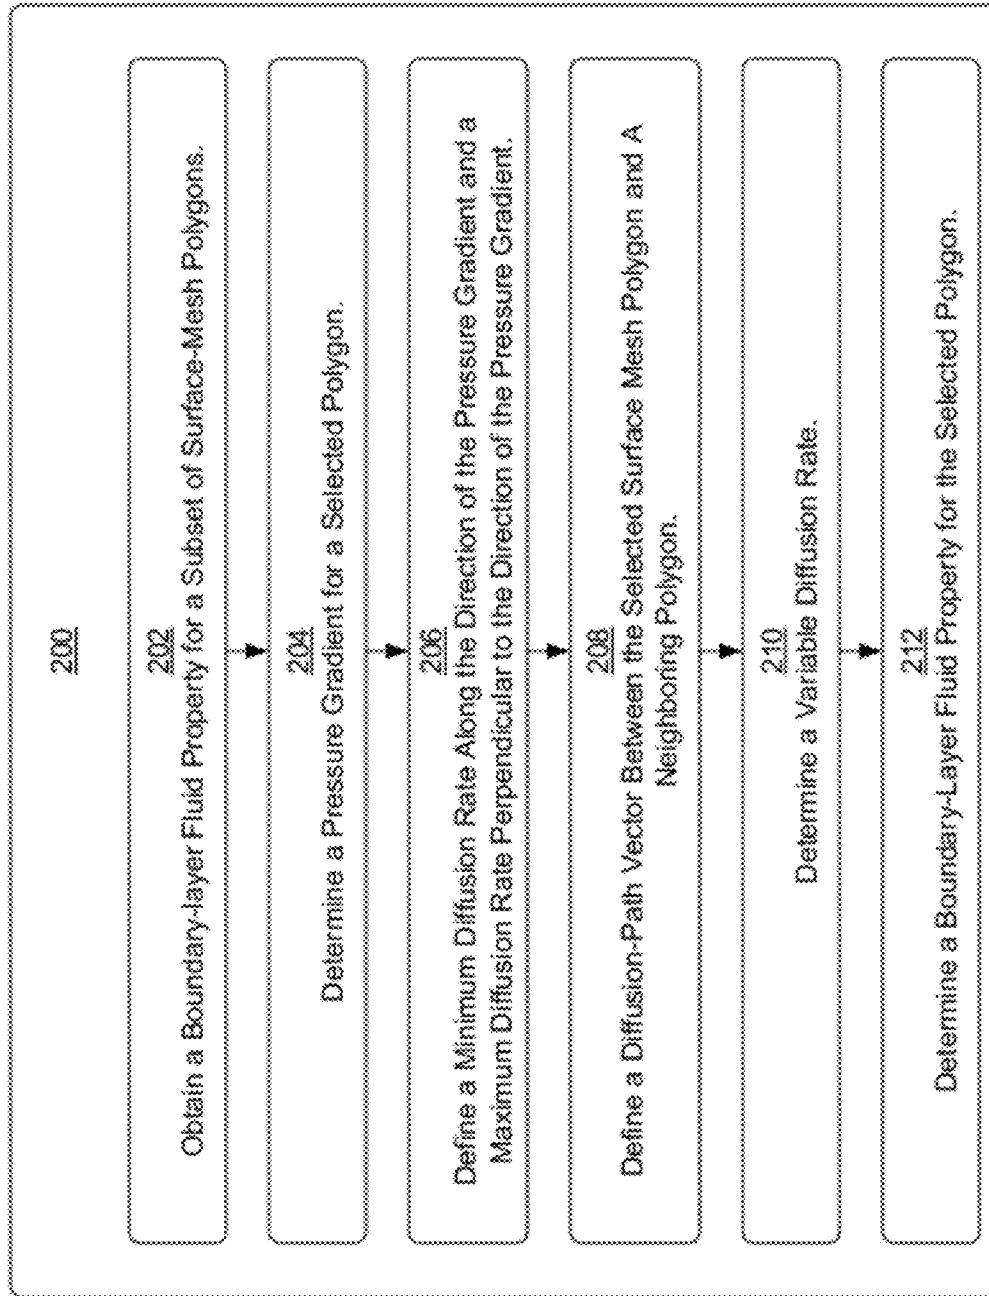 200
202
Obtain a Boundary-layer Fluid Property for a Subset of Surface-Mesh Polygons.
204
Determine a Pressure Gradient for a Selected Polygon.
206
Define a Minimum Diffusion Rate Along the Direction of the Pressure Gradient and a
Maximum Diffusion Rate Perpendicular to the Direction of the Pressure Gradient.
208
Define a Diffusion-Path Vector Between the Selected Surface Mesh Polygon and A
Neighboring Polygon.
210
Determine a Variable Diffusion Rate.
212
Determine a Boundary-Layer Fluid Property for the Selected Polygon.